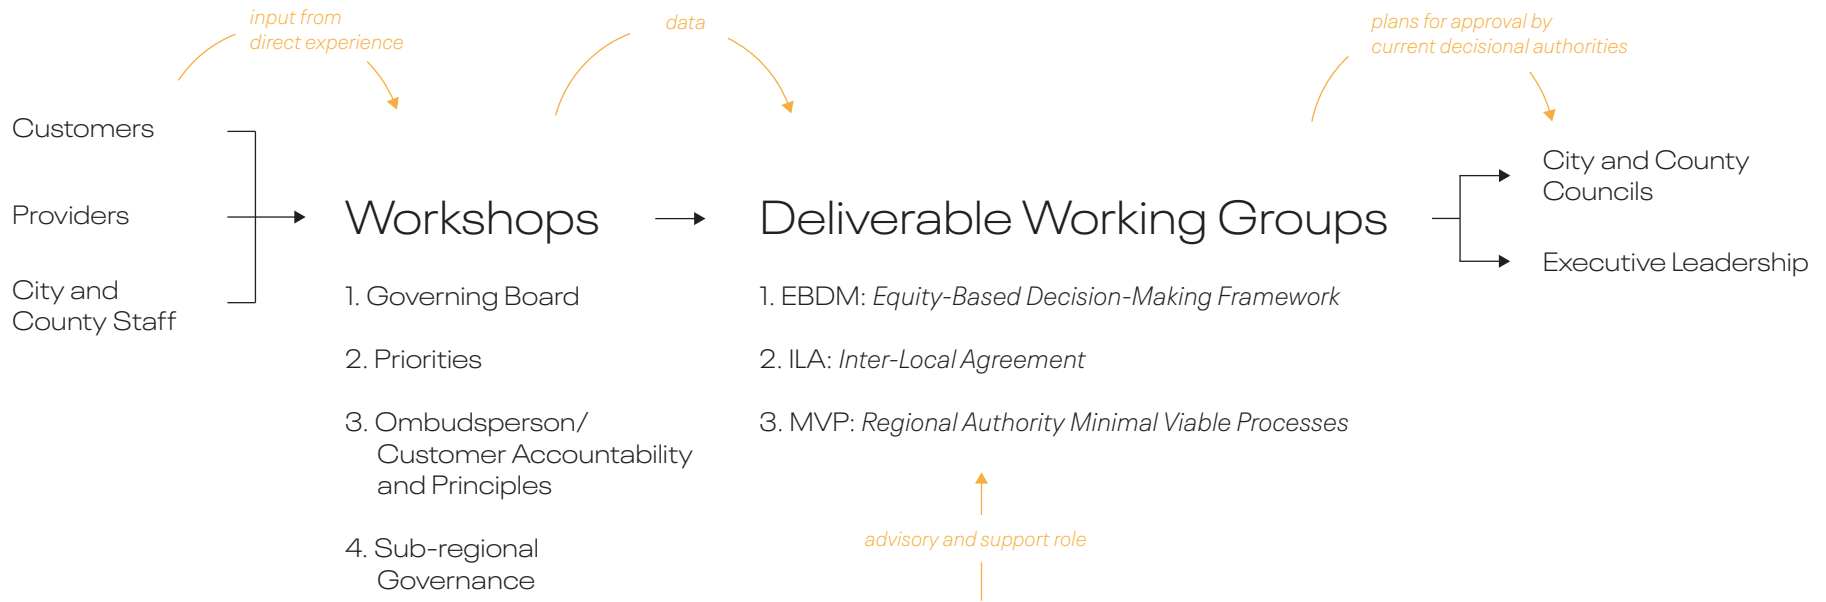 input from
direct experience
data
plans for approval by
current decisional authorities
Customers
Providers
City and
County Staff
Workshops
1. Governing Board
2. Priorities
3. Ombudsperson/
Customer Accountability
and Principles
4. Sub-regional
Governance
Deliverable Working Groups
1. EBDM: Equity-Based Decision-Making Framework
2. ILA: Inter-Local Agreement
3. MVP: Regional Authority Minimal Viable Processes
advisory and support role
City and County
Councils
Executive Leadership